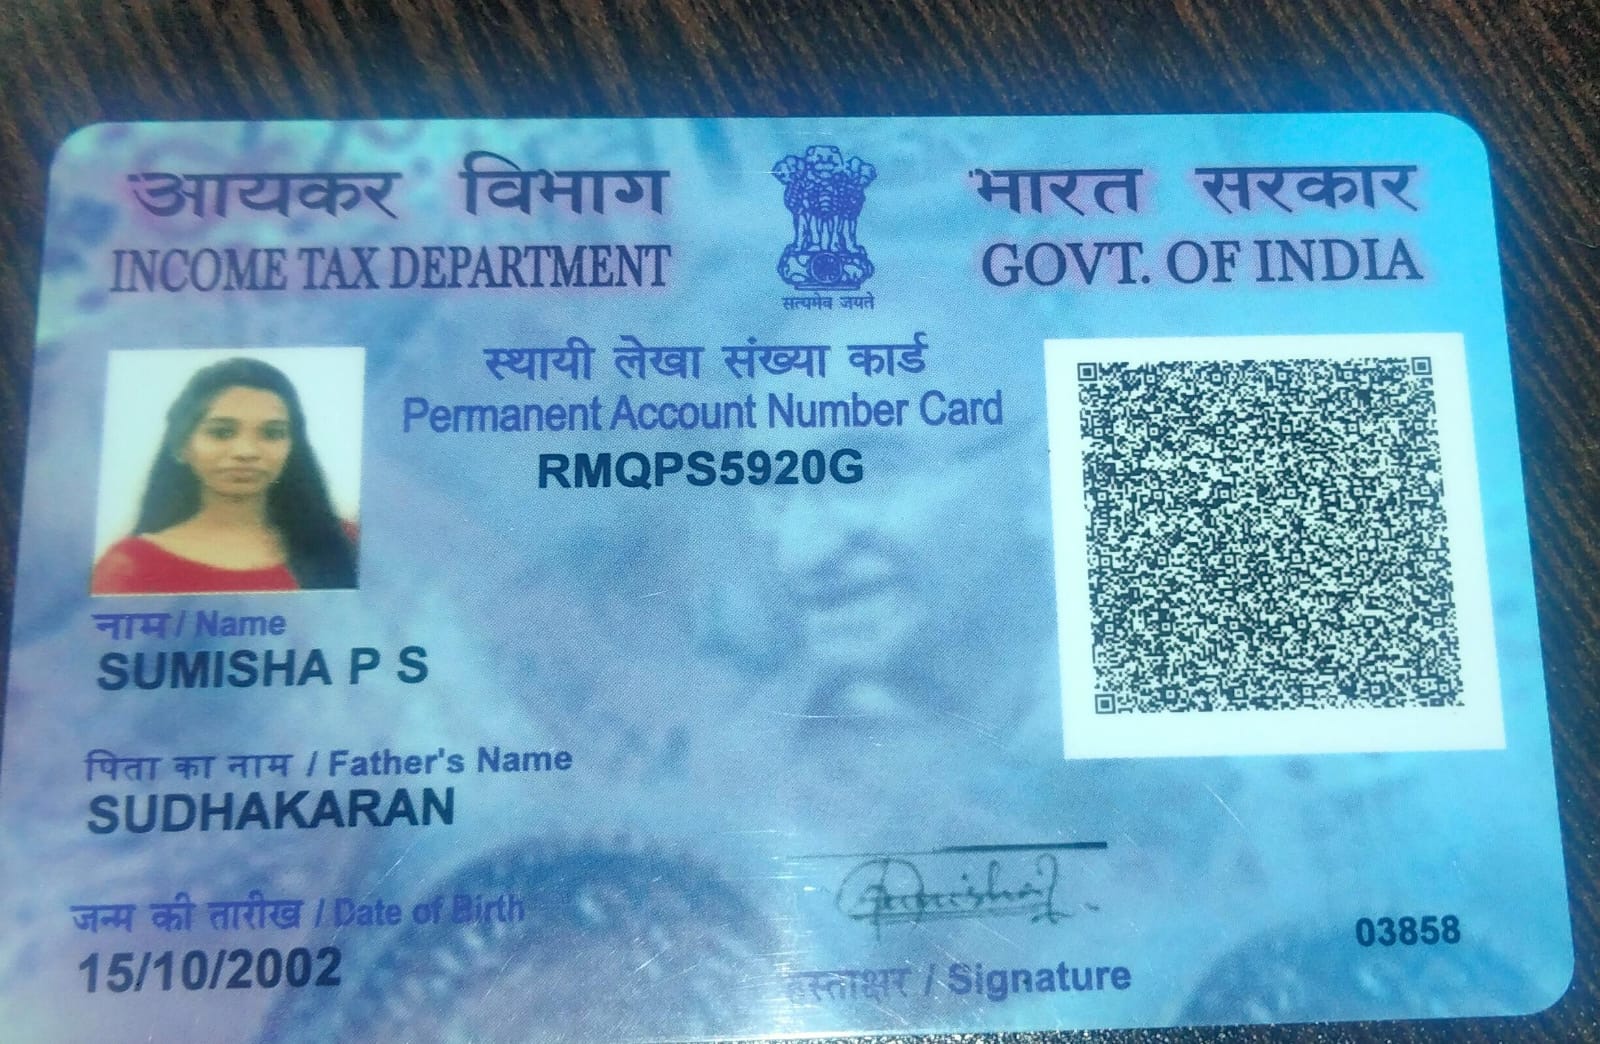 आयकर विभाग
INCOME TAX DEPARTMENT
सत्यमेव जयते
भारत सरकार
GOVT. OF INDIA
स्थायी लेखा संख्या कार्ड
Permanent Account Number Card
RMQPS5920G
नाम / Name
SUMISHA P S
पिता का नाम / Father's Name
SUDHAKARAN
जन्म की तारीख / Date of Birth
15/10/2002
हस्ताक्षर / Signature
03858